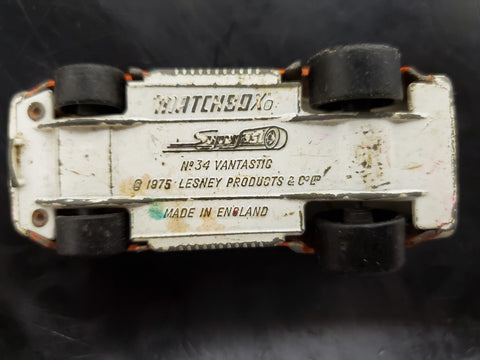 MATCHBOX
Superfast
Nº34 VANTASTIC
© 1975 LESNEY PRODUCTS & Cº LTD
MADE IN ENGLAND